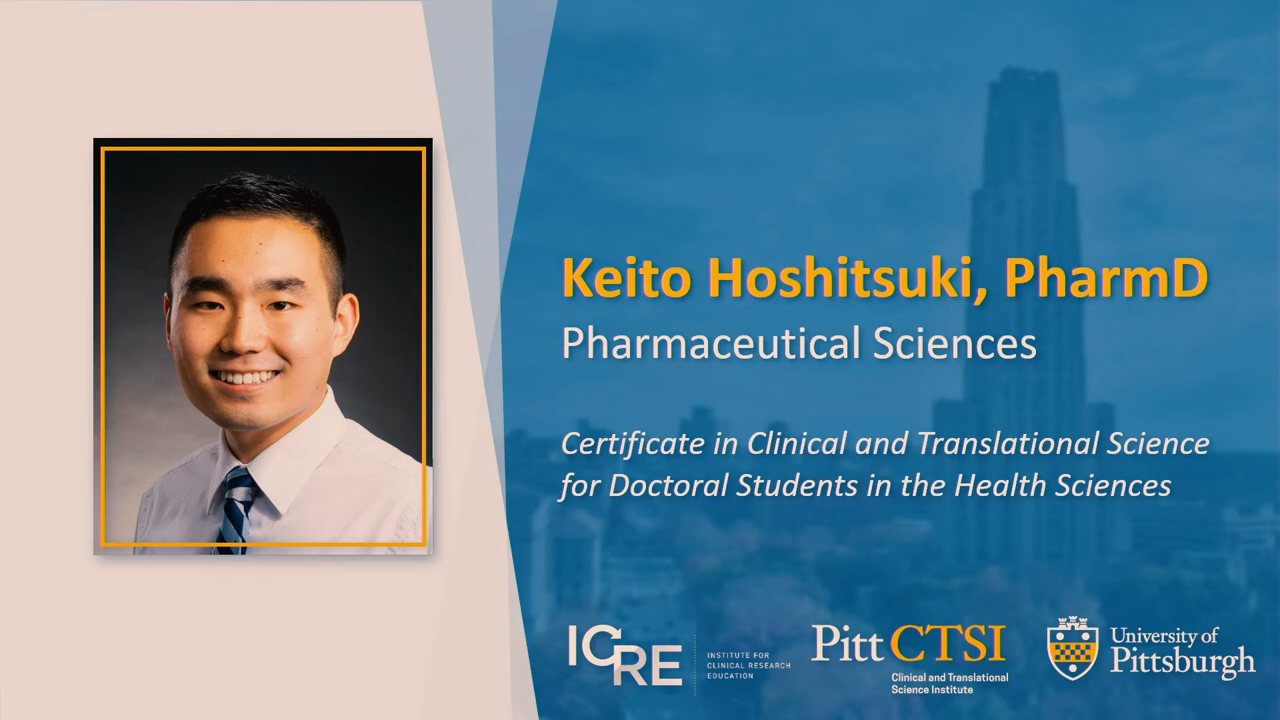 Keito Hoshitsuki, PharmD
Pharmaceutical Sciences
Certificate in Clinical and Translational Science
for Doctoral Students in the Health Sciences
ICRE
INSTITUTE FOR
CLINICAL RESEARCH
EDUCATION
Pitt CTSI
Clinical and Translational
Science Institute
University of
Pittsburgh